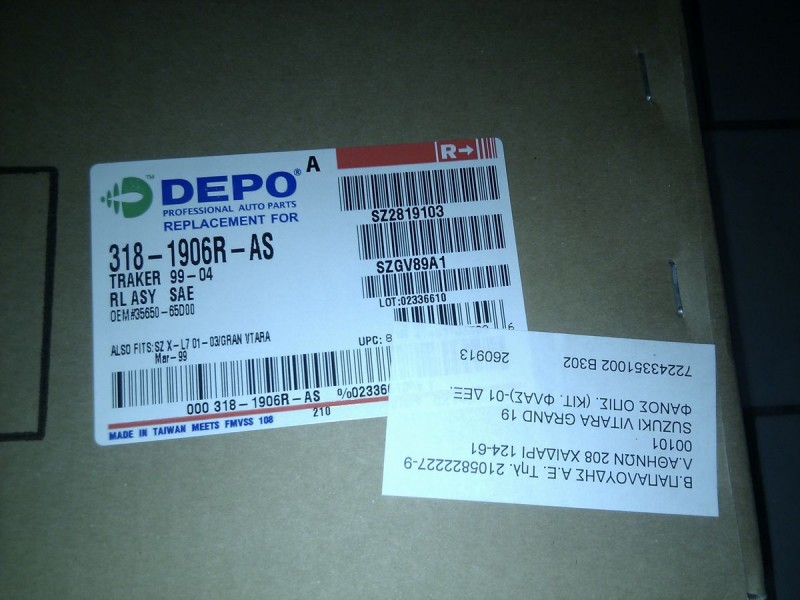 DEPO® A
PROFESSIONAL AUTO PARTS
REPLACEMENT FOR
318-1906R-AS
TRAKER 99-04
RL ASY SAE
OEM#35650-65D00
ALSO FITS:SZ X-L7 01-03/GRAN VTARA
Mar-99
000 318-1906R-AS
210
MADE IN TAIWAN MEETS FMVSS 108
R→
SZ2819103
SZGV89A1
LOT:02336610
UPC: 8
%02336
Β.ΠΑΠΑΛΟΥΔΗΣ Α.Ε. Τηλ. 2105822227-9
Λ.ΑΘΗΝΩΝ 208 ΧΑΙΔΑΡΙ 124-61
00101
SUZUKI VITARA GRAND 19
ΦΑΝΟΣ ΟΠΙΣ. (ΚΙΤ. ΦΛΑΣ)-01 ΔΕΞ.
72243351002 B302 260913